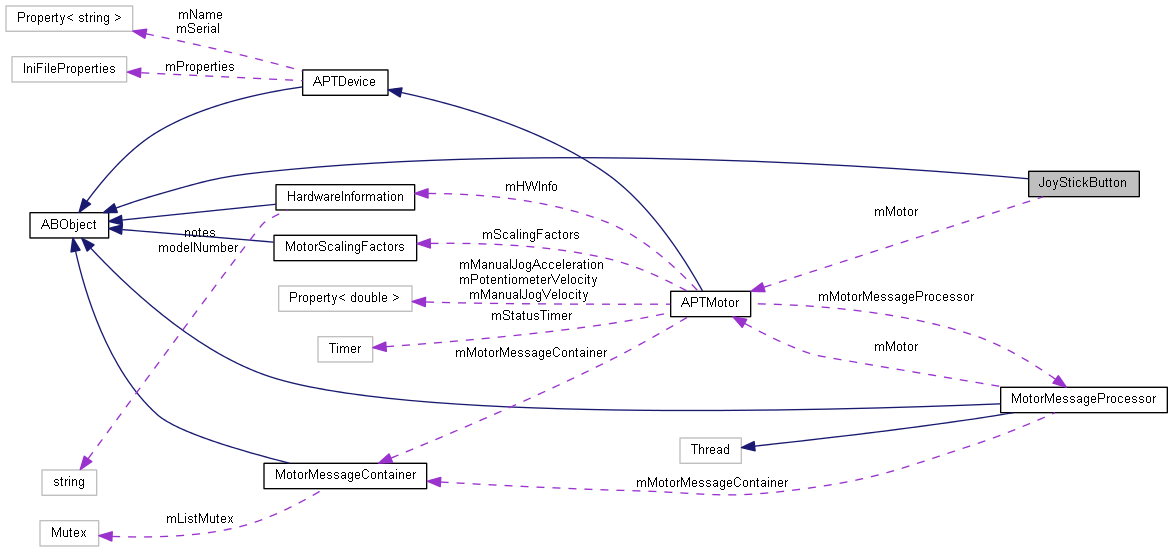 Property< string >
mName
mSerial
IniFileProperties
mProperties
APTDevice
JoyStickButton
HardwareInformation
mHWInfo
mMotor
ABObject
notes
modelNumber
MotorScalingFactors
mScalingFactors
Property< double >
mManualJogAcceleration
mPotentiometerVelocity
mManualJogVelocity
APTMotor
mMotorMessageProcessor
mStatusTimer
Timer
mMotorMessageContainer
mMotor
MotorMessageProcessor
Thread
string
MotorMessageContainer
mMotorMessageContainer
mListMutex
Mutex